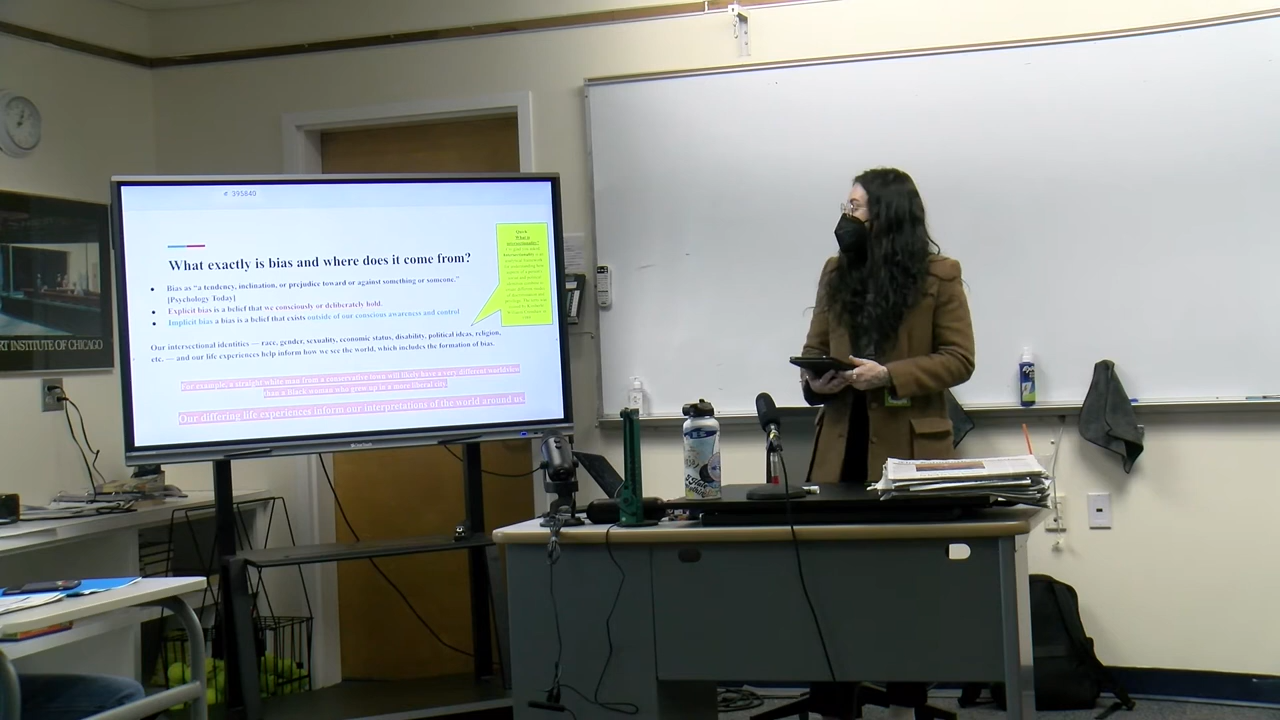 395840
What exactly is bias and where does it come from?
• Bias as “a tendency, inclination, or prejudice toward or against something or someone.”
[Psychology Today]
• Explicit bias is a belief that we consciously or deliberately hold.
• Implicit bias a bias is a belief that exists outside of our conscious awareness and control
Our intersectional identities — race, gender, sexuality, economic status, disability, political ideas, religion,
etc. — and our life experiences help inform how we see the world, which includes the formation of bias.
For example, a straight white man from a conservative town will likely have a very different worldview
than a Black woman who grew up in a more liberal city.
Our differing life experiences inform our interpretations of the world around us.
"What is
intersectionality?"
RT INSTITUTE OF CHICAGO